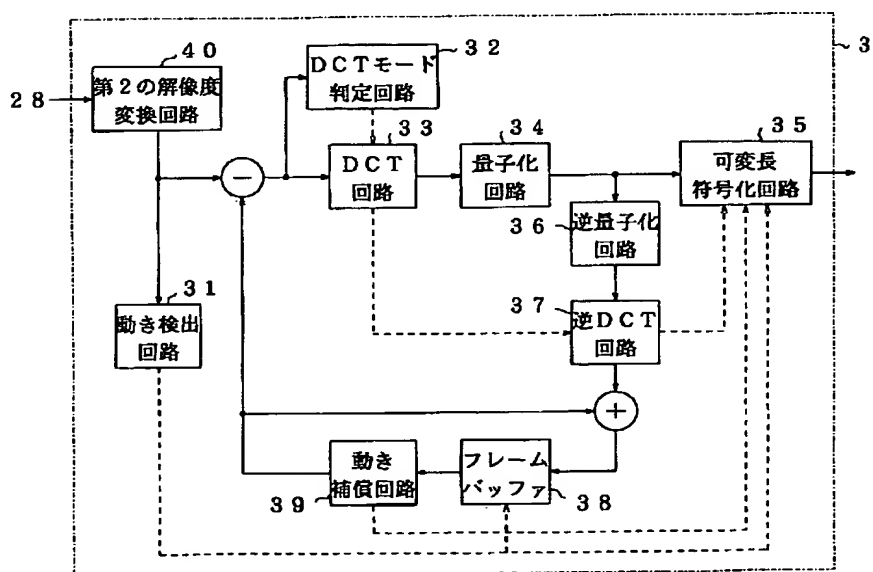 40
32
3
28
第2の解像度
変換回路
DCTモード
判定回路
33
34
35
DCT
回路
量子化
回路
可変長
符号化回路
−
36
逆量子化
回路
31
動き検出
回路
37
逆DCT
回路
+
動き
補償回路
39
フレーム
バッファ
38